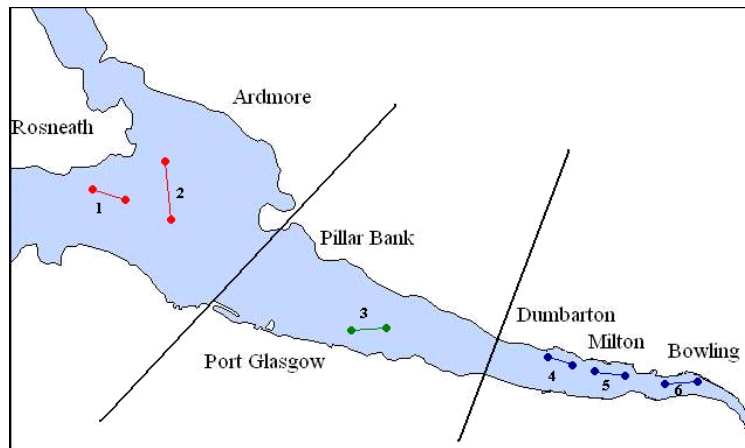 Ardmore
Rosneath
1
2
Pillar Bank
3
Port Glasgow
Dumbarton
Milton
Bowling
4
5
6